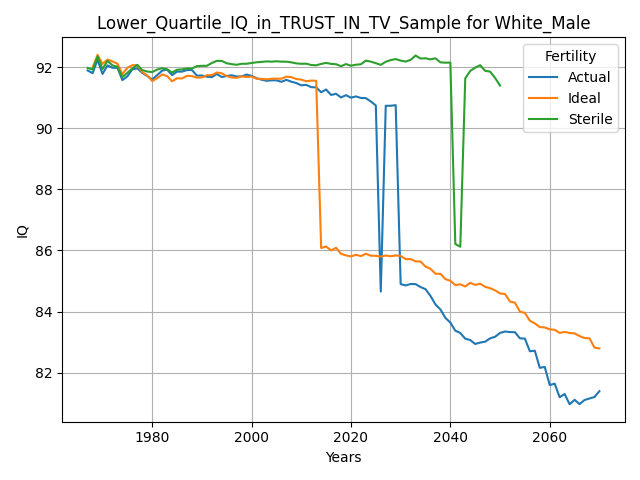 Lower_Quartile_IQ_in_TRUST_IN_TV_Sample for White_Male
Fertility
Actual
Ideal
Sterile
IQ
92
90
88
86
84
82
1980
2000
2020
2040
2060
Years